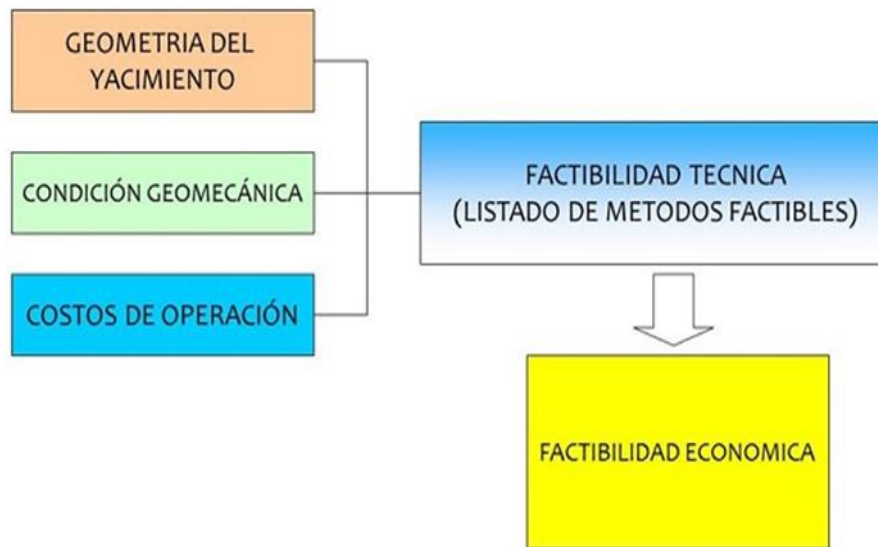 GEOMETRIA DEL
YACIMIENTO
CONDICIÓN GEOMECÁNICA
COSTOS DE OPERACIÓN
FACTIBILIDAD TECNICA
(LISTADO DE METODOS FACTIBLES)
FACTIBILIDAD ECONOMICA